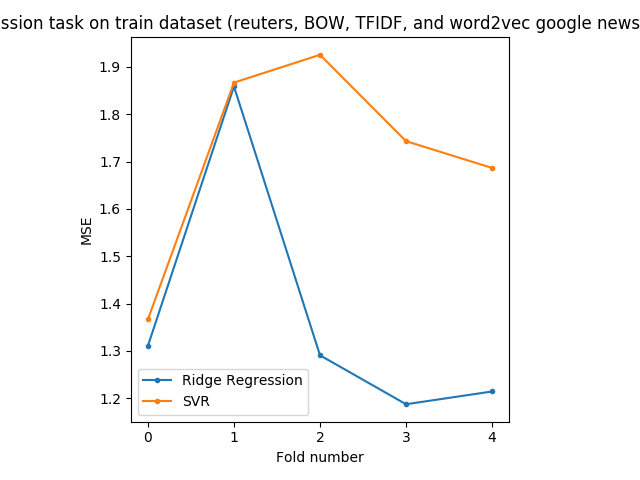 ssion task on train dataset (reuters, BOW, TFIDF, and word2vec google news
1.9
1.8
1.7
1.6
1.5
1.4
1.3
1.2
MSE
Ridge Regression
SVR
0 1 2 3 4
Fold number